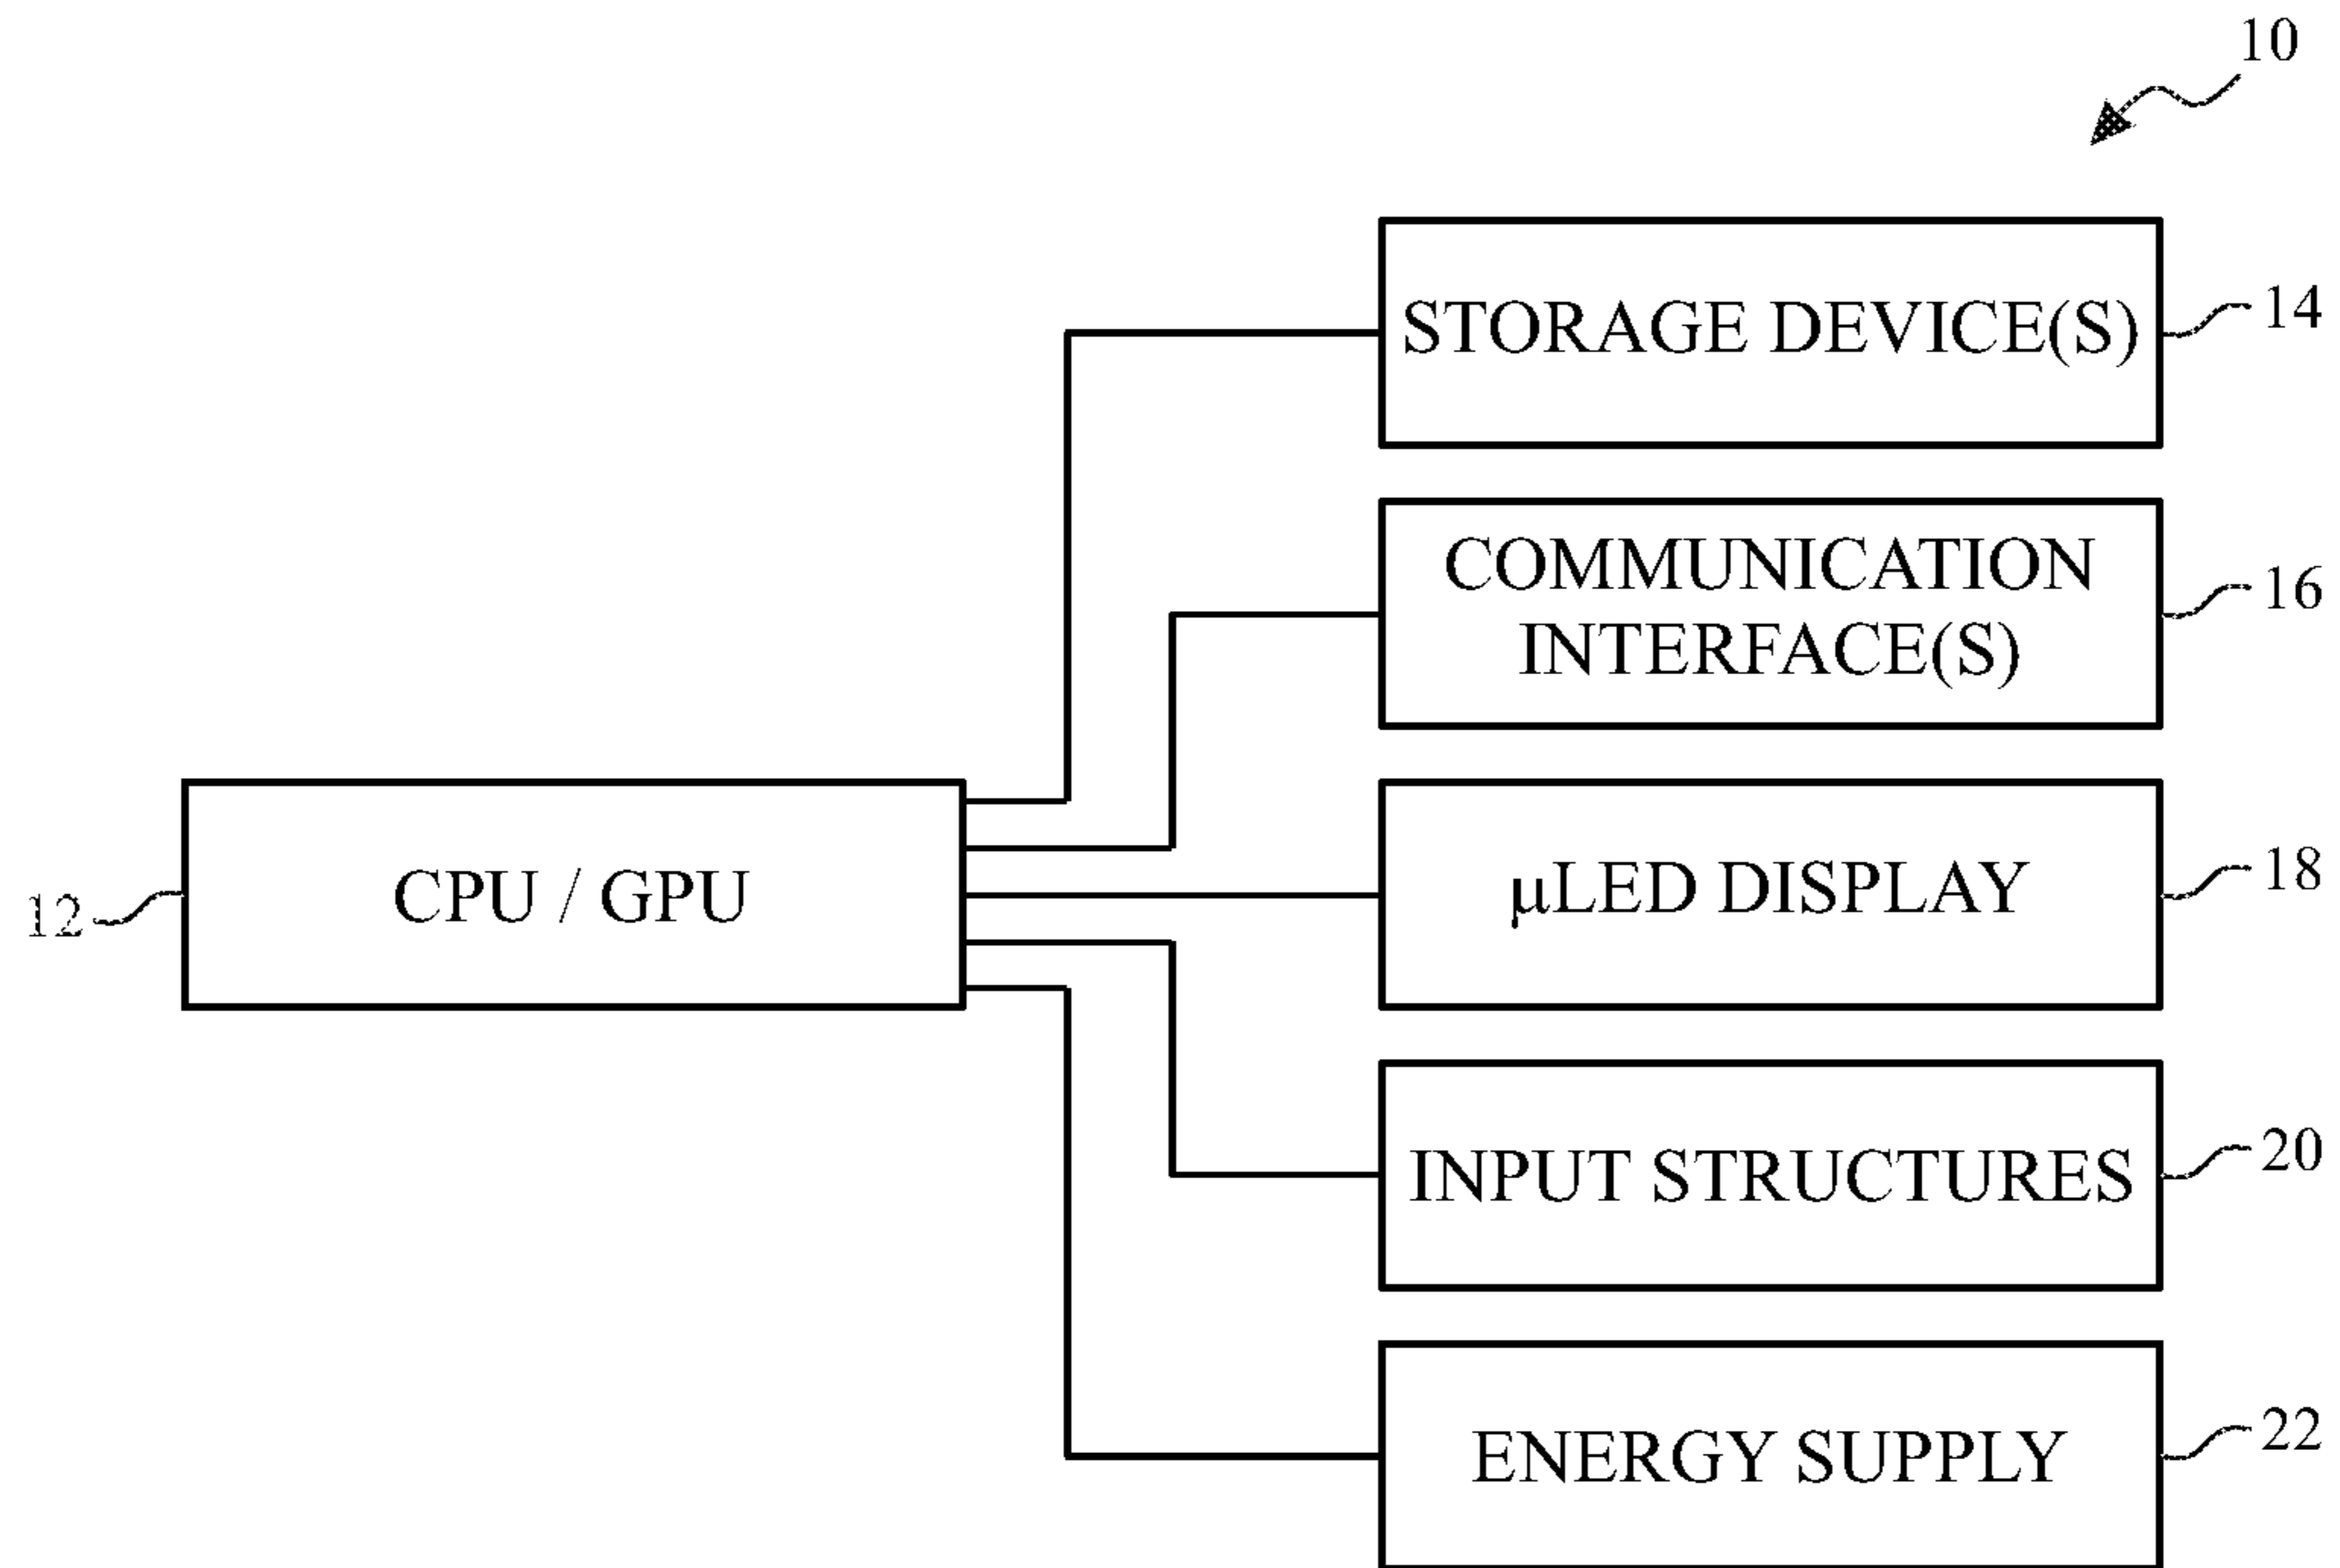 10
STORAGE DEVICE(S)
14
COMMUNICATION
INTERFACE(S)
16
CPU / GPU
12
µLED DISPLAY
18
INPUT STRUCTURES
20
ENERGY SUPPLY
22